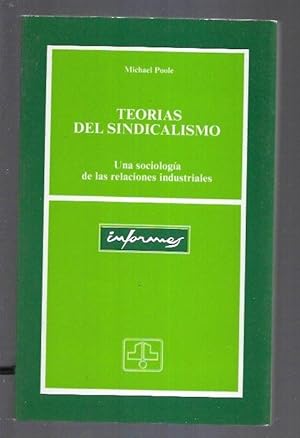 Michael Poole
TEORIAS
DEL SINDICALISMO
Una sociología
de las relaciones industriales
informes